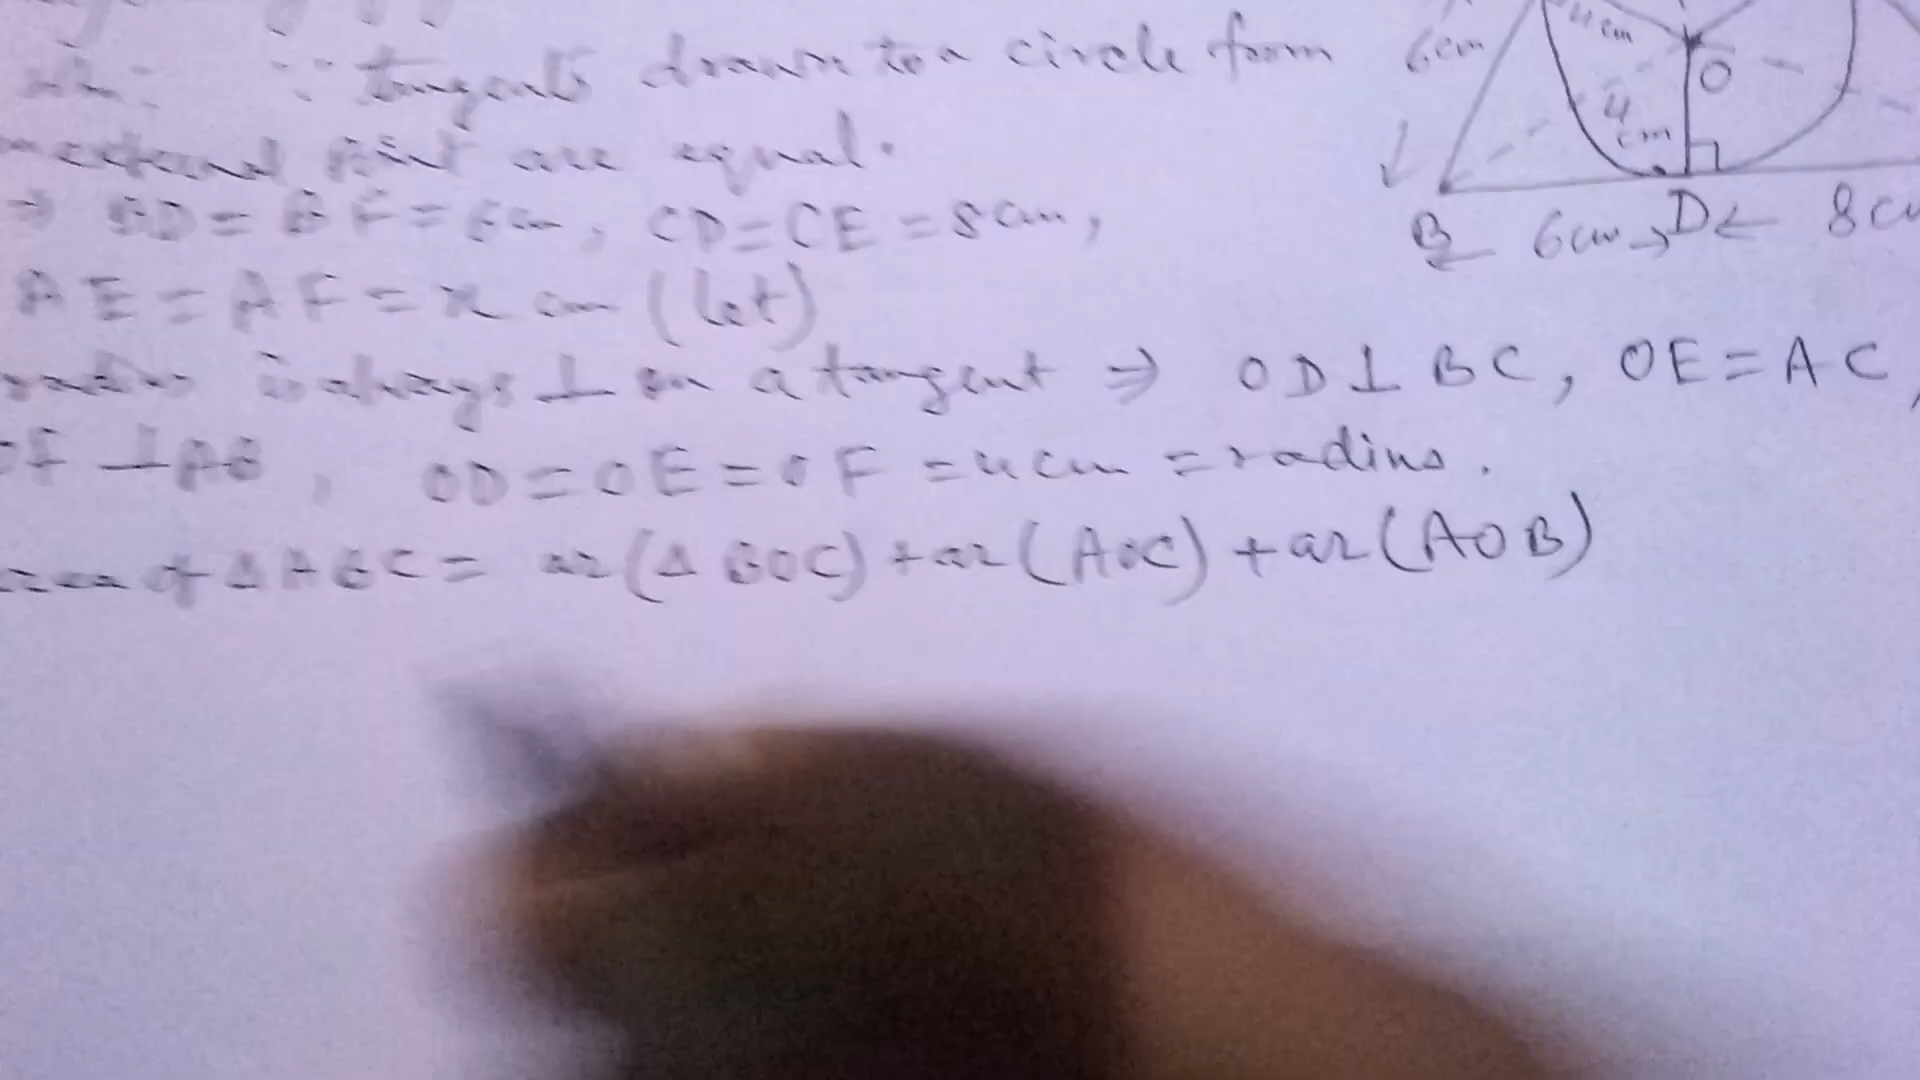 ∵ tangents drawn to a circle from
external point are equal.
⇒ BD = BF = 6cm, CD = CE = 8cm,
AE = AF = x cm (let)
radius is always ⊥ on a tangent ⇒ OD ⊥ BC, OE = AC,
OF ⊥ AB, OD = OE = OF = 4cm = radius.
area of ΔABC = ar(Δ BOC) + ar(AOC) + ar(AOB)
4cm
6cm
O
4
cm
B
6cm
D
8cm